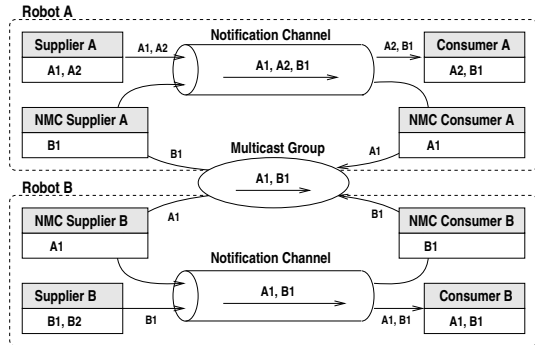 Robot A
Supplier A
A1, A2
A1, A2
Notification Channel
A1, A2, B1
A2, B1
Consumer A
A2, B1
NMC Supplier A
B1
NMC Consumer A
A1
B1
Multicast Group
A1
A1, B1
Robot B
NMC Supplier B
A1
A1
B1
NMC Consumer B
B1
Notification Channel
A1, B1
Supplier B
B1, B2
B1
A1, B1
Consumer B
A1, B1